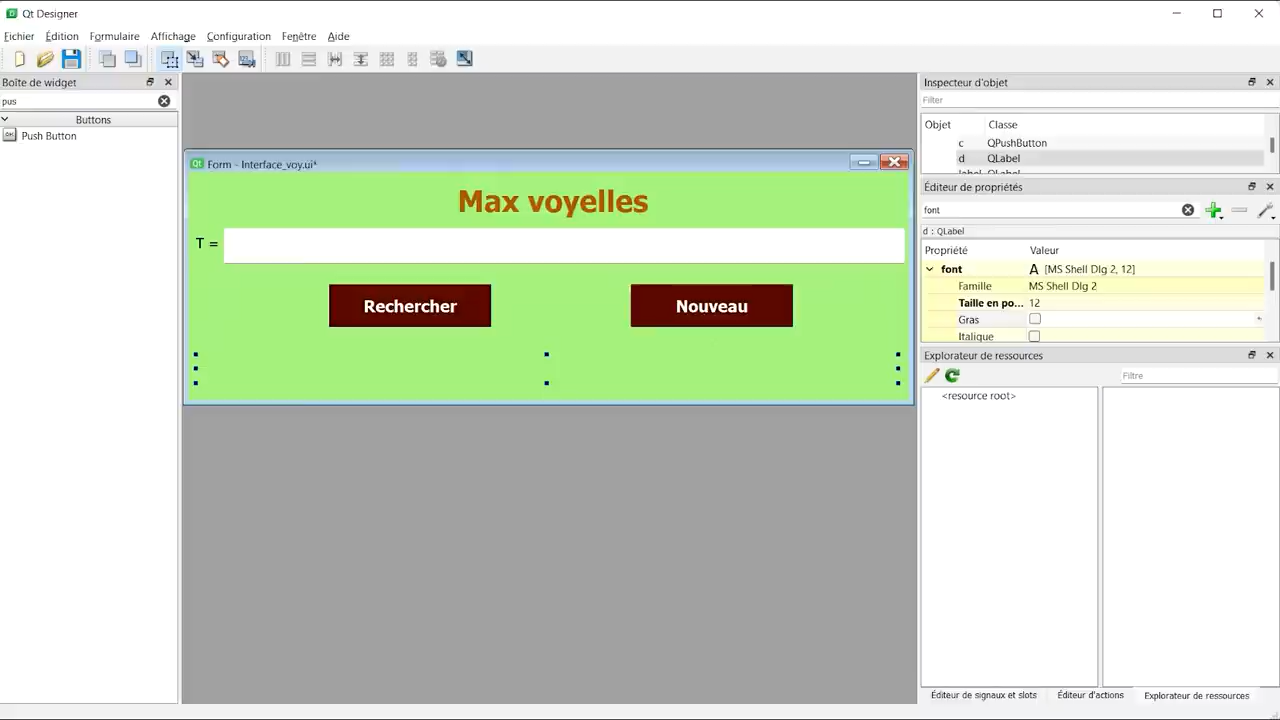 Qt Designer
Fichier Édition Formulaire Affichage Configuration Fenêtre Aide
Boîte de widget
pus
Buttons
Push Button
Form - Interface_voy.ui*
Max voyelles
T =
Rechercher
Nouveau
Inspecteur d'objet
Filter
Objet Classe
c QPushButton
d QLabel
label QLabel
Éditeur de propriétés
font
d : QLabel
Propriété Valeur
font A [MS Shell Dlg 2, 12]
Famille MS Shell Dlg 2
Taille en po... 12
Gras
Italique
Explorateur de ressources
Filtre
<resource root>
Éditeur de signaux et slots Éditeur d'actions Explorateur de ressources